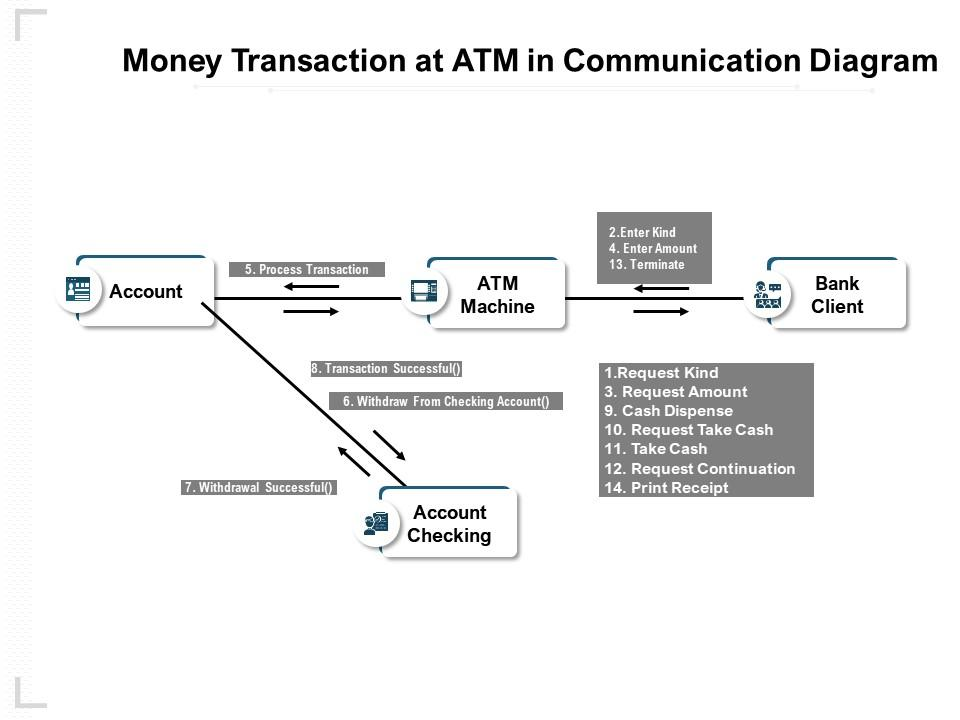 Money Transaction at ATM in Communication Diagram
2.Enter Kind
4. Enter Amount
13. Terminate
5. Process Transaction
Account
ATM
Machine
Bank
Client
8. Transaction Successful()
6. Withdraw From Checking Account()
1.Request Kind
3. Request Amount
9. Cash Dispense
10. Request Take Cash
11. Take Cash
12. Request Continuation
14. Print Receipt
7. Withdrawal Successful()
Account
Checking